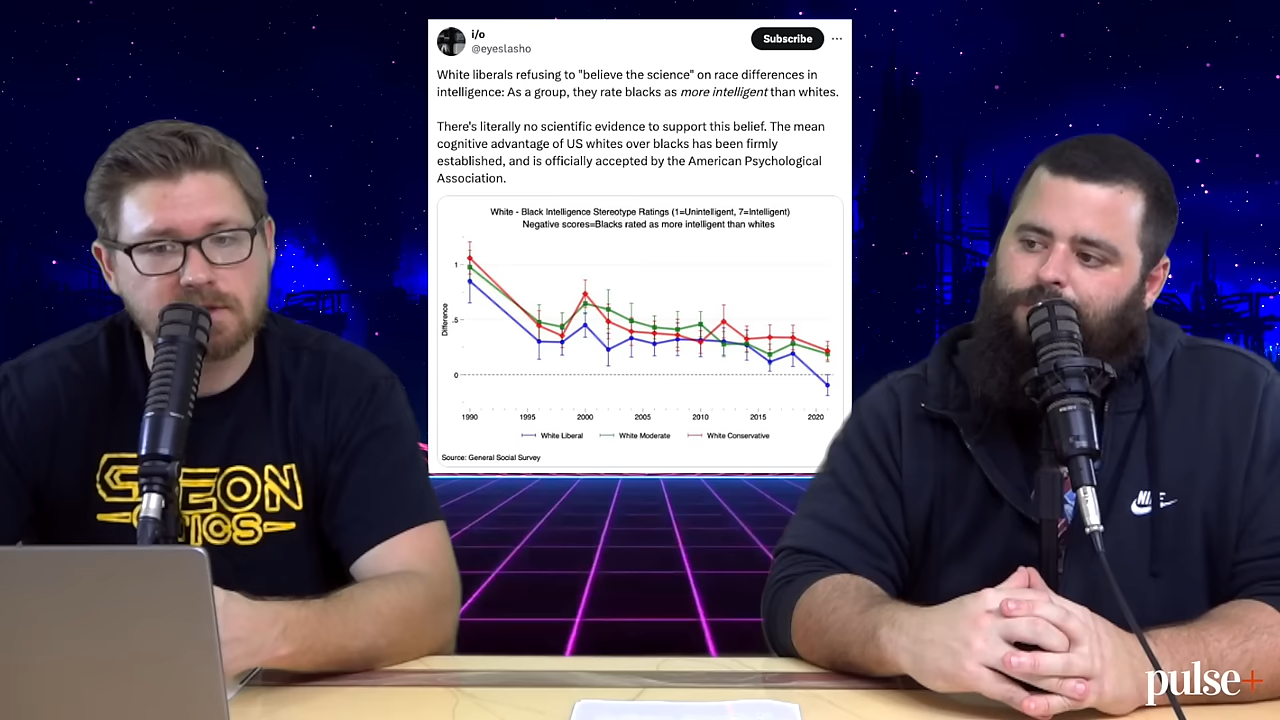 i/o
@eyeslasho
Subscribe
White liberals refusing to "believe the science" on race differences in
intelligence: As a group, they rate blacks as more intelligent than whites.
There's literally no scientific evidence to support this belief. The mean
cognitive advantage of US whites over blacks has been firmly
established, and is officially accepted by the American Psychological
Association.
White - Black Intelligence Stereotype Ratings (1=Unintelligent, 7=Intelligent)
Negative scores=Blacks rated as more intelligent than whites
Difference
1
.5
0
1990 1995 2000 2005 2010 2015 2020
White Liberal White Moderate White Conservative
Source: General Social Survey
NIKE
pulse+